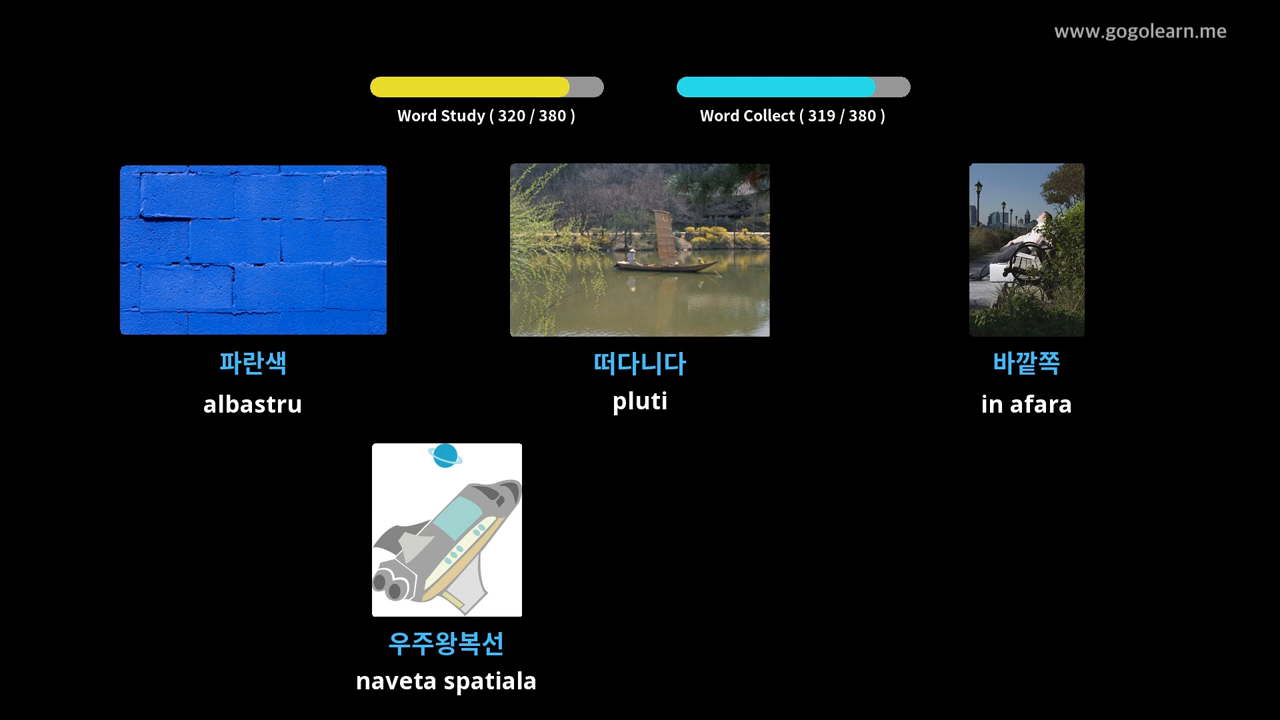 www.gogolearn.me
Word Study ( 320 / 380 )
Word Collect ( 319 / 380 )
파란색
albastru
떠다니다
pluti
바깥쪽
in afara
우주왕복선
naveta spatiala